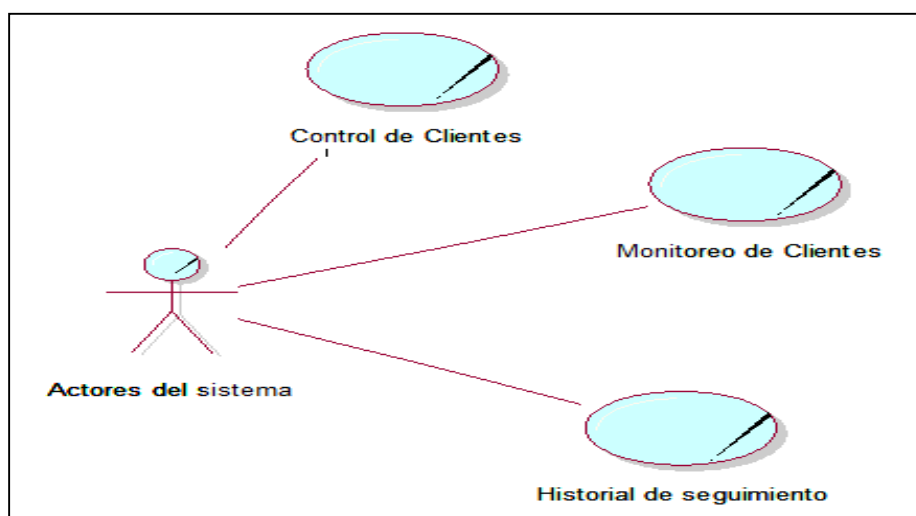 Control de Clientes
Monitoreo de Clientes
Actores del sistema
Historial de seguimiento